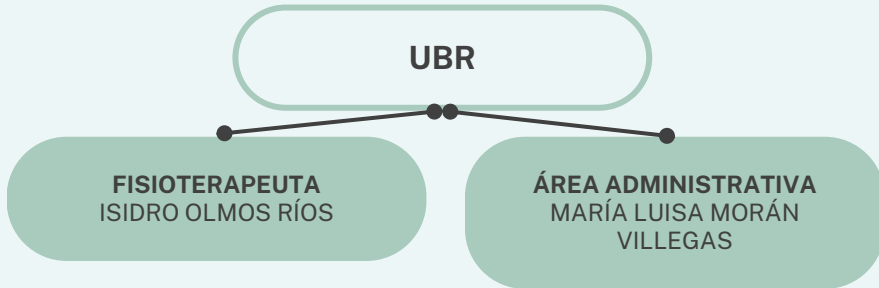 UBR
FISIOTERAPEUTA
ISIDRO OLMOS RÍOS
ÁREA ADMINISTRATIVA
MARÍA LUISA MORÁN
VILLEGAS